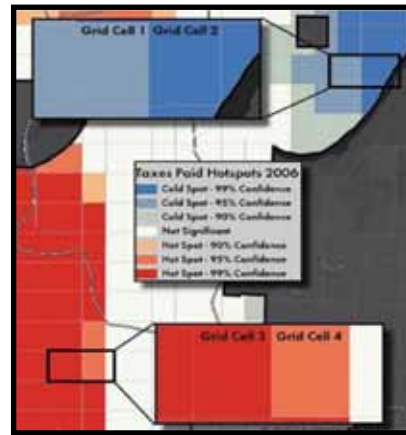 Grid Cell 1 Grid Cell 2
Taxes Paid Hotspots 2006
Cold Spot - 99% Confidence
Cold Spot - 95% Confidence
Cold Spot - 90% Confidence
Not Significant
Hot Spot - 90% Confidence
Hot Spot - 95% Confidence
Hot Spot - 99% Confidence
Grid Cell 3 Grid Cell 4